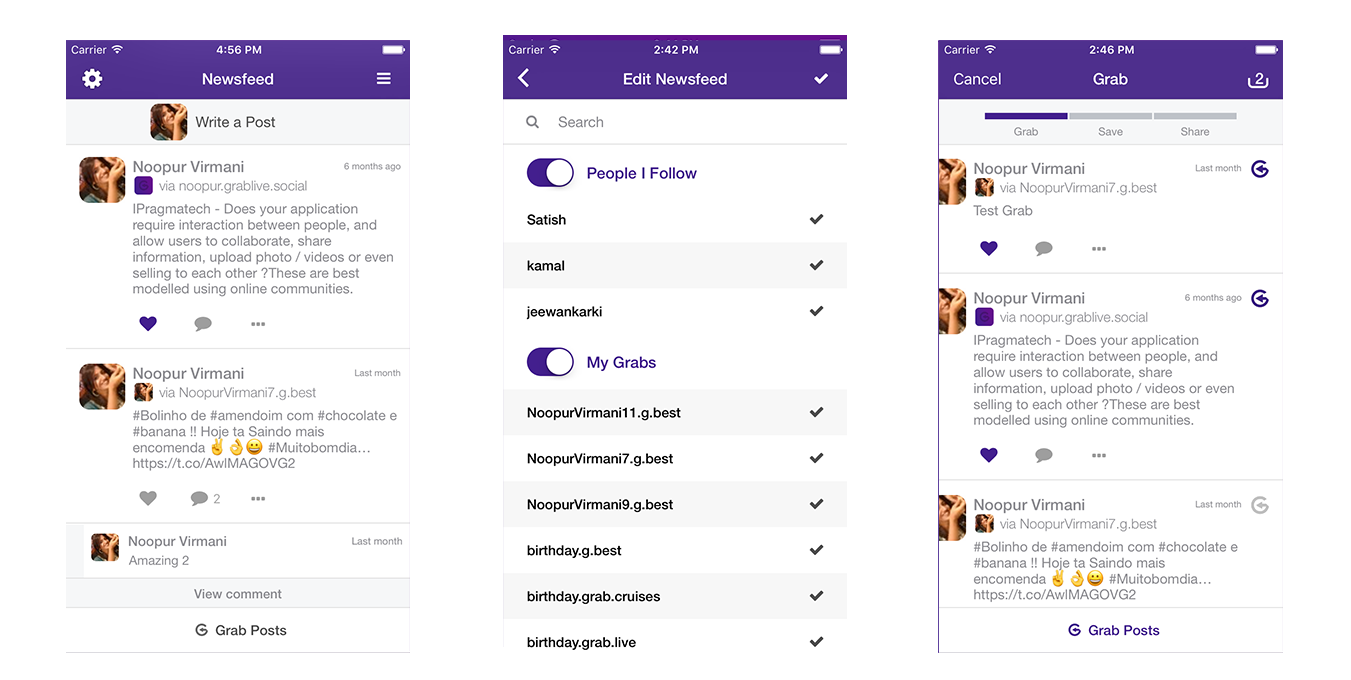 Carrier 4:56 PM
Newsfeed
Write a Post
Noopur Virmani 6 months ago
via noopur.grablive.social
IPragmatech - Does your application
require interaction between people, and
allow users to collaborate, share
information, upload photo / videos or even
selling to each other ?These are best
modelled using online communities.
Noopur Virmani Last month
via NoopurVirmani7.g.best
#Bolinho de #amendoim com #chocolate e
#banana !! Hoje ta Saindo mais
encomenda ✌👌😀 #Muitobomdia…
https://t.co/AwlMAGOVG2
2
Noopur Virmani Last month
Amazing 2
View comment
Grab Posts
Carrier 2:42 PM
Edit Newsfeed
Search
People I Follow
Satish
kamal
jeewankarki
My Grabs
NoopurVirmani11.g.best
NoopurVirmani7.g.best
NoopurVirmani9.g.best
birthday.g.best
birthday.grab.cruises
birthday.grab.live
Carrier 2:46 PM
Cancel Grab 2
Grab Save Share
Noopur Virmani Last month
via NoopurVirmani7.g.best
Test Grab
Noopur Virmani 6 months ago
via noopur.grablive.social
IPragmatech - Does your application
require interaction between people, and
allow users to collaborate, share
information, upload photo / videos or even
selling to each other ?These are best
modelled using online communities.
Noopur Virmani Last month
via NoopurVirmani7.g.best
#Bolinho de #amendoim com #chocolate e
#banana !! Hoje ta Saindo mais
encomenda ✌👌😀 #Muitobomdia…
https://t.co/AwlMAGOVG2
Grab Posts